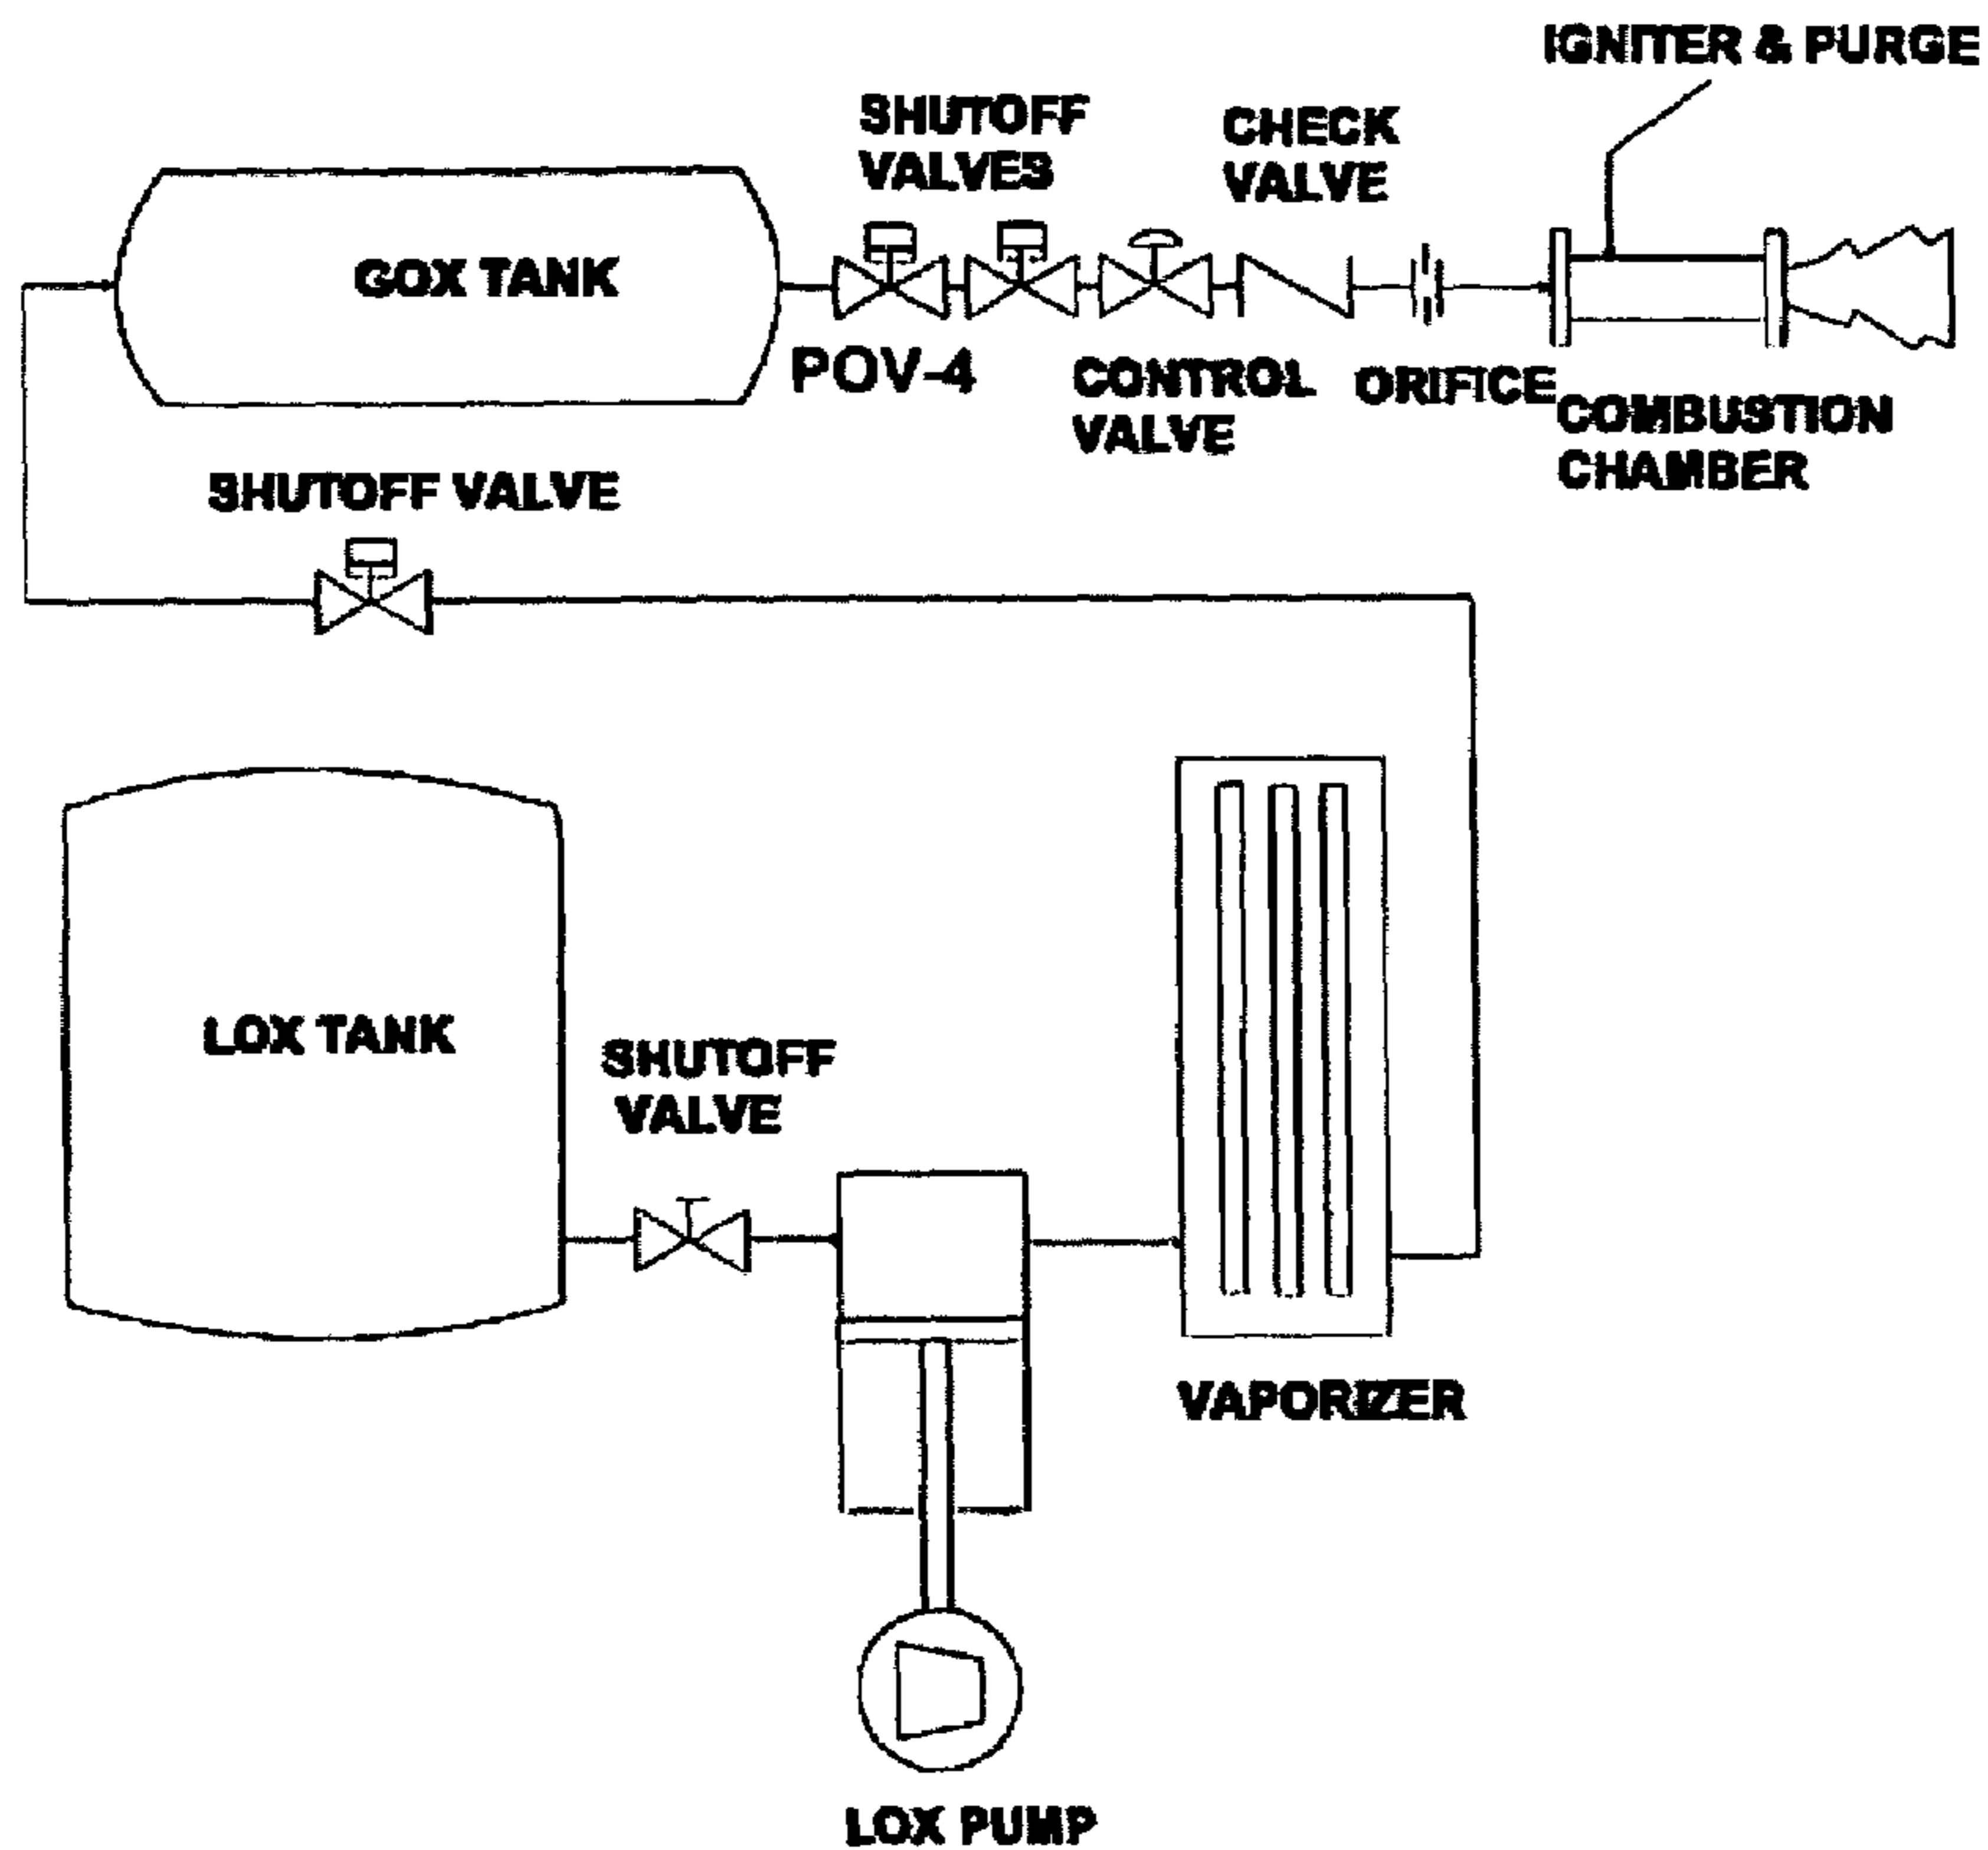 IGNITER & PURGE
SHUTOFF
VALVES
CHECK
VALVE
GOX TANK
POV-4
CONTROL
VALVE
ORIFICE
COMBUSTION
CHAMBER
SHUTOFF VALVE
LOX TANK
SHUTOFF
VALVE
VAPORIZER
LOX PUMP